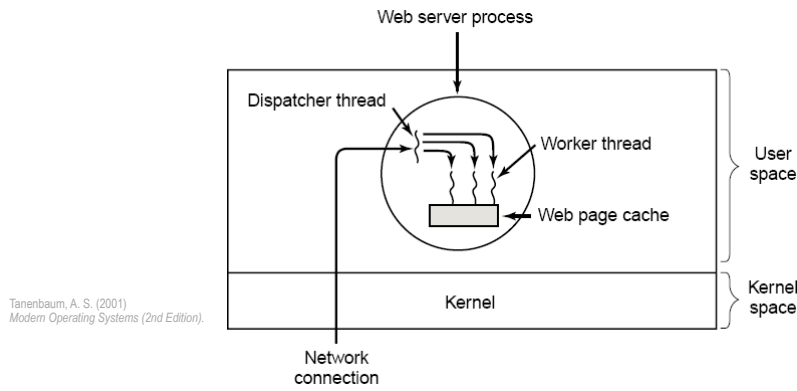 Web server process
Dispatcher thread
Worker thread
User
space
Web page cache
Kernel
Kernel
space
Tanenbaum, A. S. (2001)
Modern Operating Systems (2nd Edition).
Network
connection